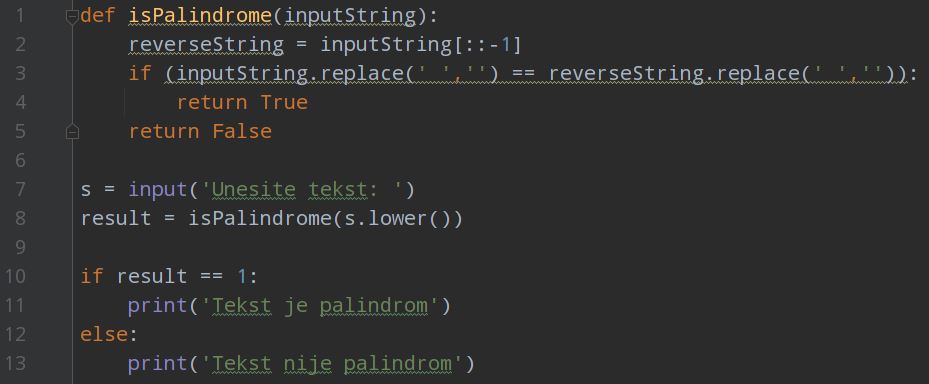 1 def isPalindrome(inputString):
2     reverseString = inputString[::-1]
3     if (inputString.replace(' ','') == reverseString.replace(' ','')):
4         return True
5     return False
6
7 s = input('Unesite tekst: ')
8 result = isPalindrome(s.lower())
9
10 if result == 1:
11     print('Tekst je palindrom')
12 else:
13     print('Tekst nije palindrom')